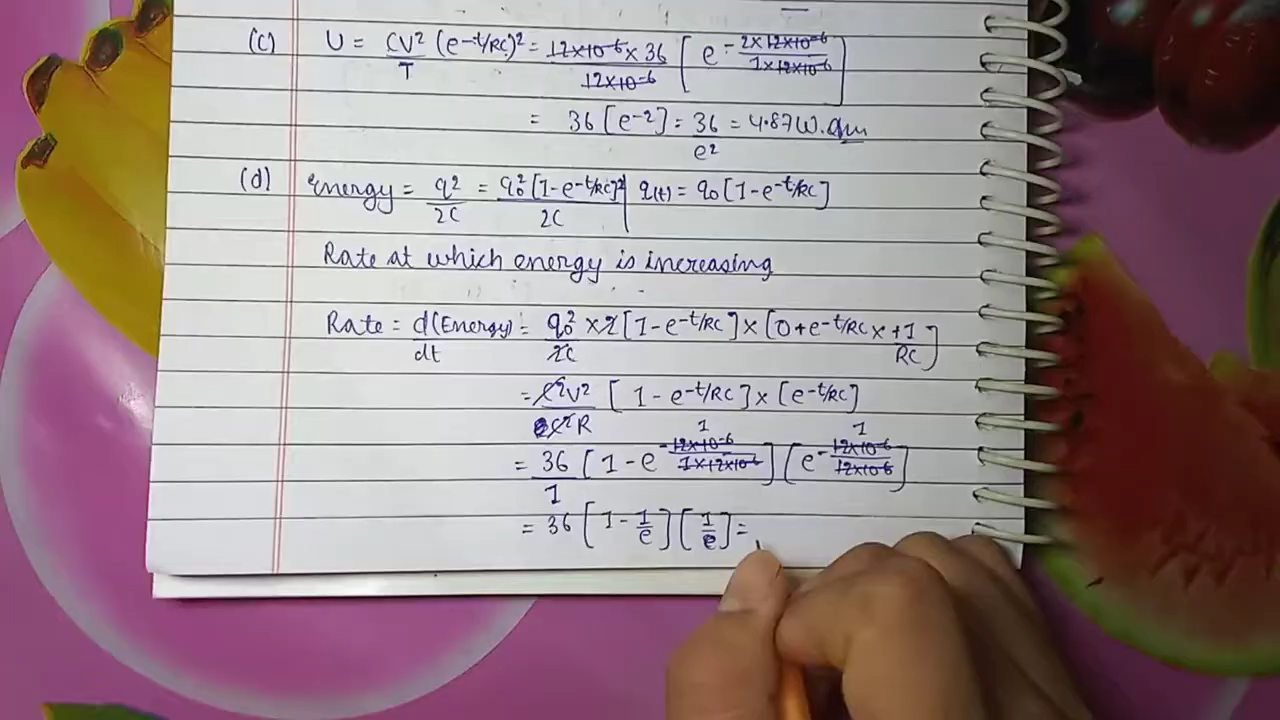 (c) U = CV²/T (e^-t/RC)² = 12×10^-6 × 36 / 12×10^-6 [e^- 2×12×10^-6 / 1×12×10^-6]
= 36 [e^-2] = 36/e² = 4.87W.
(d) Energy = q²/2C = q₀² [1-e^-t/RC]²/2C | q(t) = q₀ [1-e^-t/RC]
Rate at which energy is increasing
Rate = d(Energy)/dt = q₀²/2C × 2 [1-e^-t/RC] × [0+e^-t/RC × +1/RC]
= C²V²/C²R [1 - e^-t/RC] × [e^-t/RC]
1 1
= 36/1 [1 - e^- 12×10^-6 / 1×12×10^-6] [e^- 12×10^-6 / 12×10^-6]
= 36 [1 - 1/e] [1/e] =